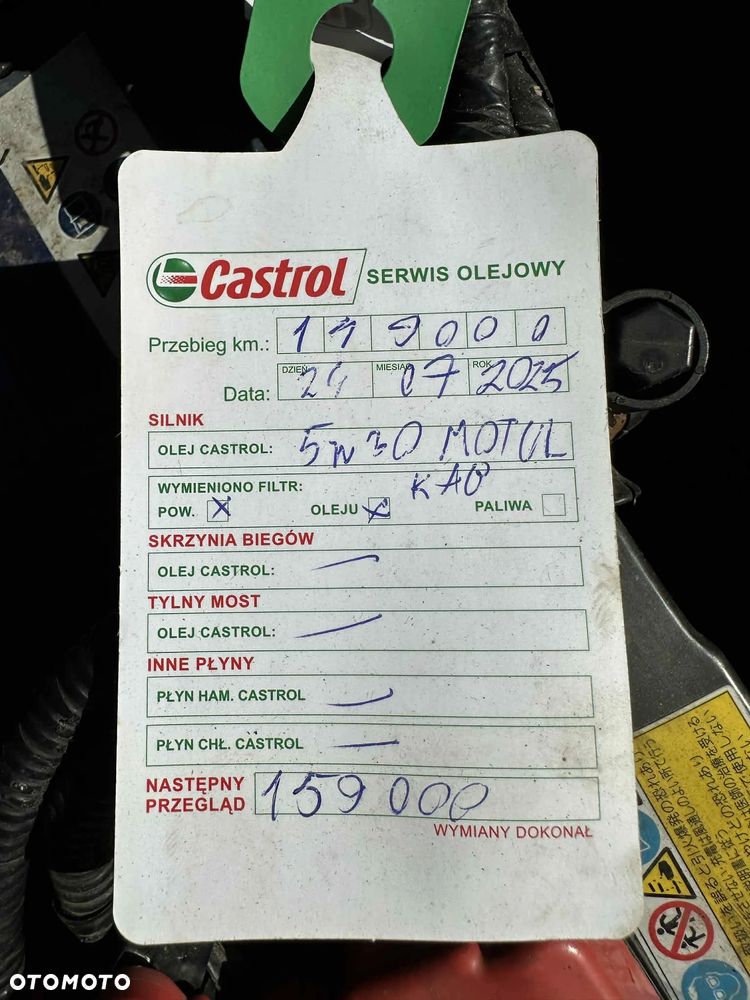 Castrol SERWIS OLEJOWY
Przebieg km.: 149000
Data: DZIEŃ 24 MIESIĄC 07 ROK 2025
SILNIK
OLEJ CASTROL: 5w30 MOTUL
WYMIENIONO FILTR: KAB
POW. X OLEJU X PALIWA
SKRZYNIA BIEGÓW
OLEJ CASTROL: —
TYLNY MOST
OLEJ CASTROL: —
INNE PŁYNY
PŁYN HAM. CASTROL —
PŁYN CHŁ. CASTROL —
NASTĘPNY
PRZEGLĄD 159000
WYMIANY DOKONAŁ
OTOMOTO